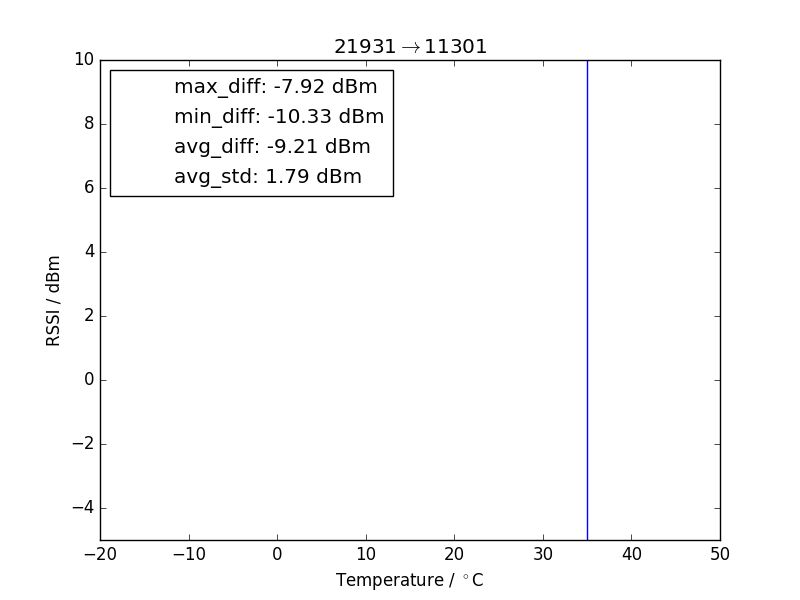 21931→11301
max_diff: -7.92 dBm
min_diff: -10.33 dBm
avg_diff: -9.21 dBm
avg_std: 1.79 dBm
RSSI / dBm
10
8
6
4
2
0
−2
−4
−20 −10 0 10 20 30 40 50
Temperature / °C